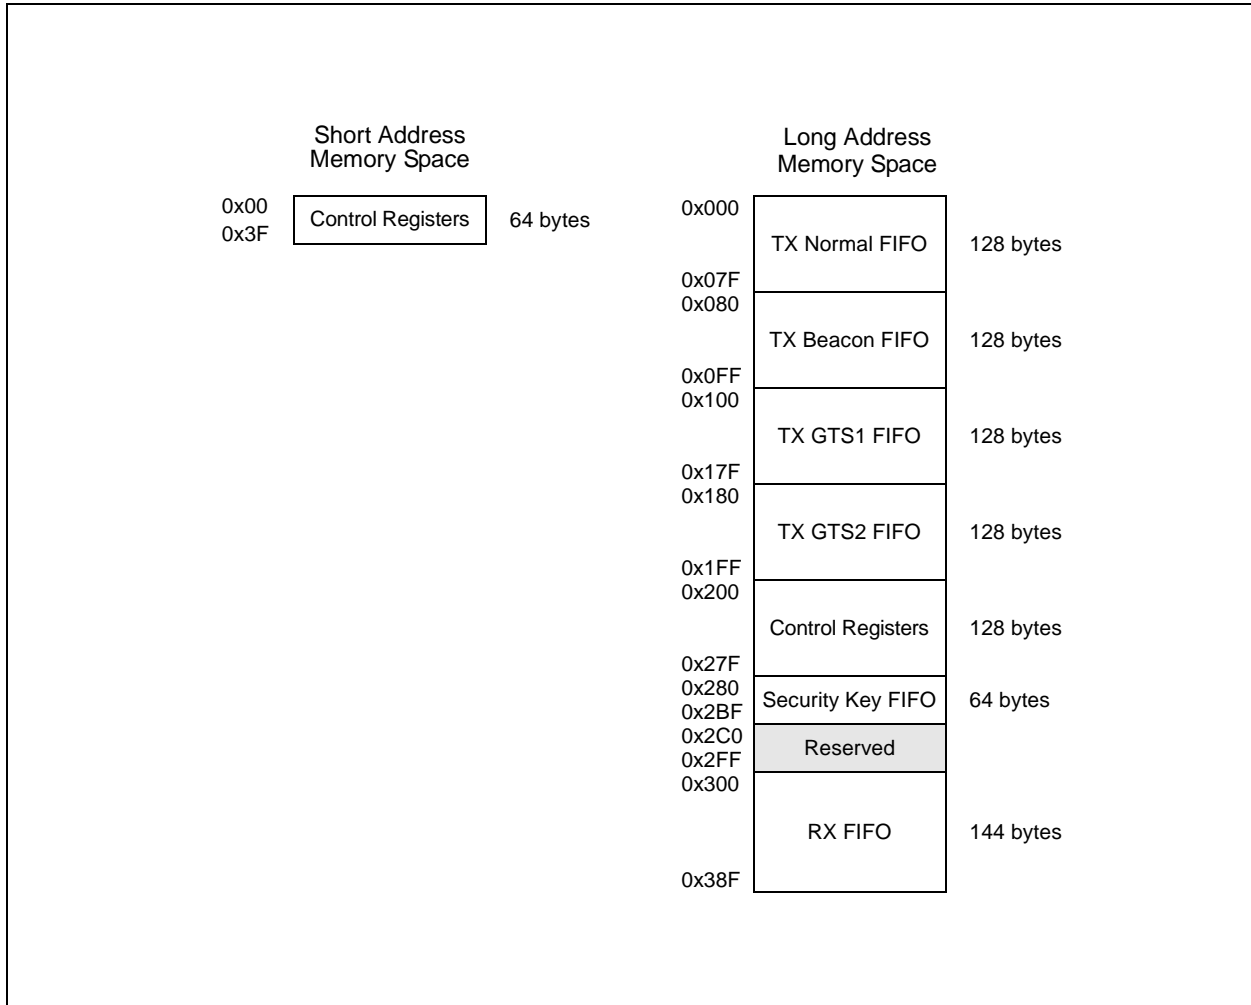 Short Address
Memory Space
0x00
0x3F
Control Registers
64 bytes
Long Address
Memory Space
0x000
TX Normal FIFO
128 bytes
0x07F
0x080
TX Beacon FIFO
128 bytes
0x0FF
0x100
TX GTS1 FIFO
128 bytes
0x17F
0x180
TX GTS2 FIFO
128 bytes
0x1FF
0x200
Control Registers
128 bytes
0x27F
0x280
Security Key FIFO
64 bytes
0x2BF
0x2C0
Reserved
0x2FF
0x300
RX FIFO
144 bytes
0x38F